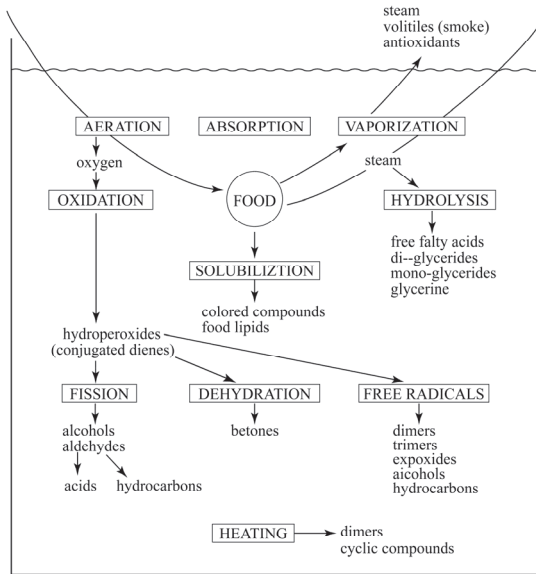 steam
volitiles (smoke)
antioxidants
AERATION
ABSORPTION
VAPORIZATION
oxygen
steam
OXIDATION
FOOD
HYDROLYSIS
free falty acids
di--glycerides
mono-glycerides
glycerine
SOLUBILIZTION
colored compounds
food lipids
hydroperoxides
(conjugated dienes)
FISSION
DEHYDRATION
FREE RADICALS
alcohols
aldehydes
betones
dimers
trimers
expoxides
aicohols
hydrocarbons
acids
hydrocarbons
HEATING
dimers
cyclic compounds